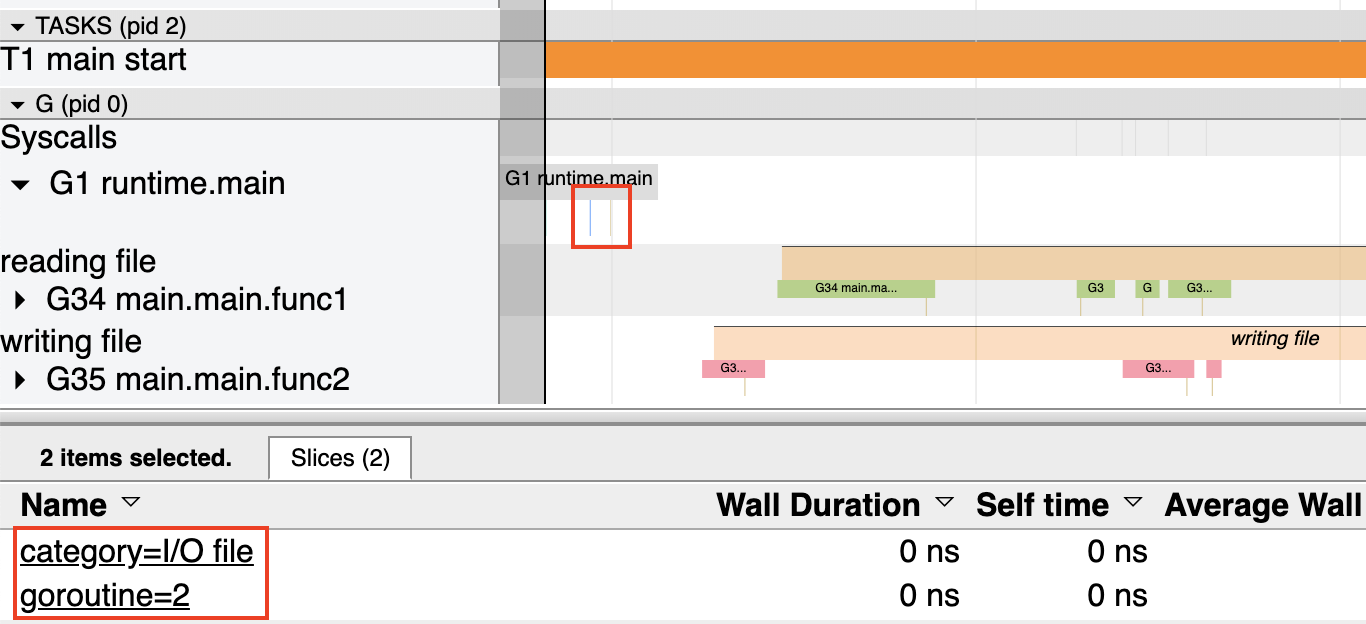 TASKS (pid 2)
T1 main start
G (pid 0)
Syscalls
G1 runtime.main
G1 runtime.main
reading file
G34 main.main.func1
G34 main.ma...
G3
G
G3...
writing file
writing file
G35 main.main.func2
G3...
G3...
2 items selected.
Slices (2)
Name Wall Duration Self time Average Wall
category=I/O file 0 ns 0 ns
goroutine=2 0 ns 0 ns